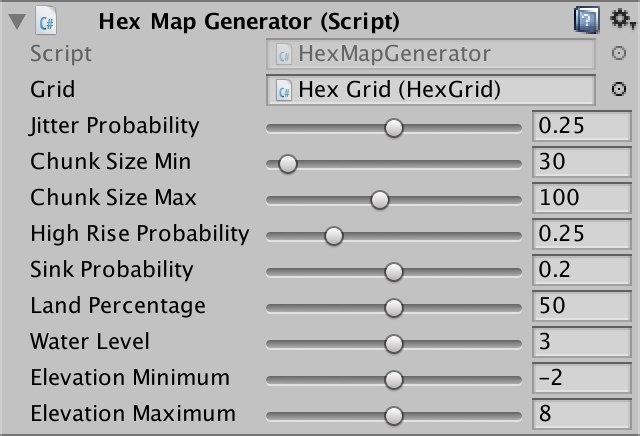 Hex Map Generator (Script)
Script HexMapGenerator
Grid Hex Grid (HexGrid)
Jitter Probability 0.25
Chunk Size Min 30
Chunk Size Max 100
High Rise Probability 0.25
Sink Probability 0.2
Land Percentage 50
Water Level 3
Elevation Minimum -2
Elevation Maximum 8